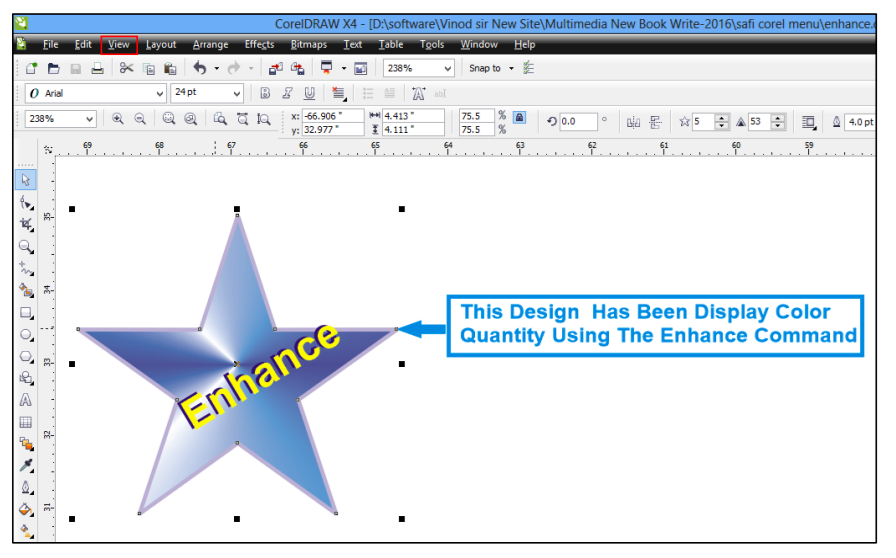 CorelDRAW X4 - [D:\software\Vinod sir New Site\Multimedia New Book Write-2016\safi corel menu\enhance.
File Edit View Layout Arrange Effects Bitmaps Text Table Tools Window Help
238% Snap to
O Arial 24 pt B U A abI
238% x: -66.906 " 4.413 " 75.5 % 0.0 ° 5 53 4.0 pt
y: 32.977 " 4.111 " 75.5 %
69 68 67 66 65 64 63 62 61 60 59
35
34
33
32
31
Enhance
This Design Has Been Display Color
Quantity Using The Enhance Command